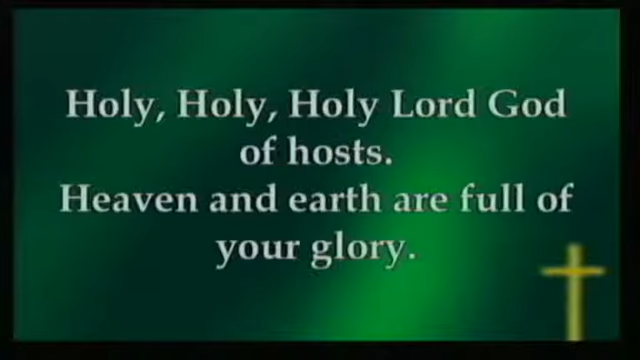 Holy, Holy, Holy Lord God
of hosts.
Heaven and earth are full of
your glory.